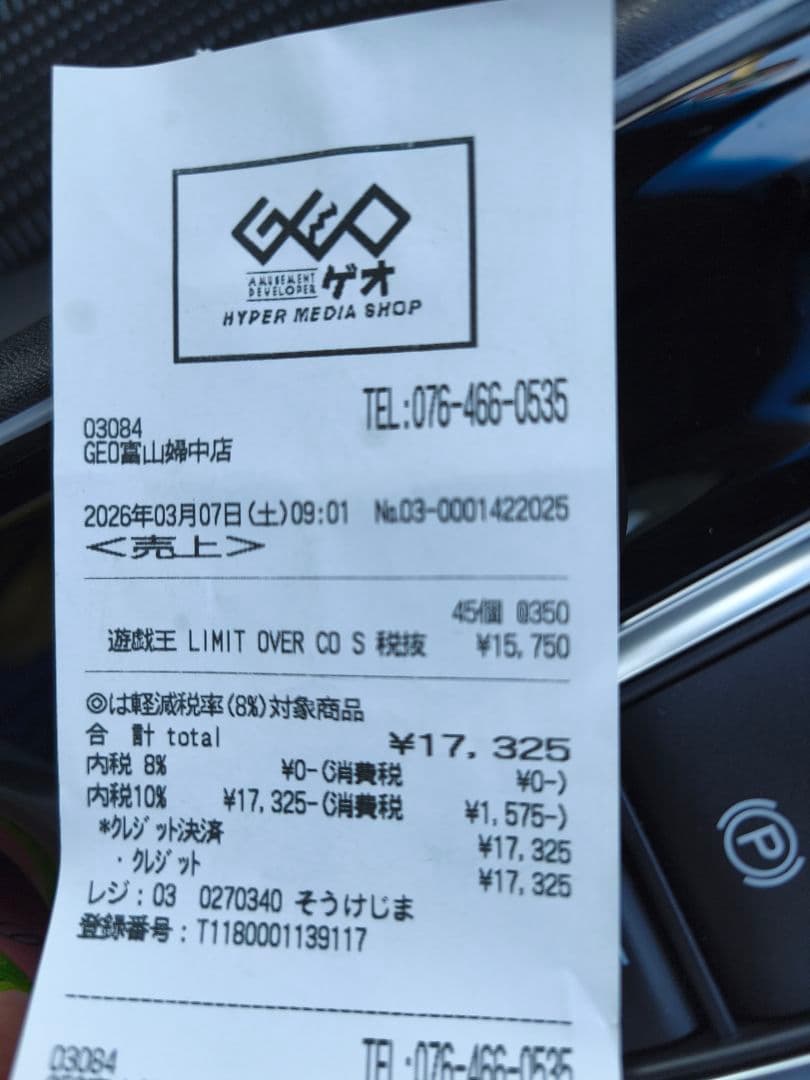 GEO
AMUSEMENT
DEVELOPER ゲオ
HYPER MEDIA SHOP
TEL:076-466-0535
03084
GEO富山婦中店
2026年03月07日(土)09:01 №03-0001422025
<売上>
45個 @350
遊戯王 LIMIT OVER CO S 税抜 ¥15,750
◎は軽減税率(8%)対象商品
合 計 total ¥17,325
内税 8% ¥0-(消費税 ¥0-)
内税10% ¥17,325-(消費税 ¥1,575-)
*クレジット決済 ¥17,325
・クレジット ¥17,325
レジ:03 0270340 そうけじま
登録番号:T1180001139117
03084 TEL:076-466-0535
P